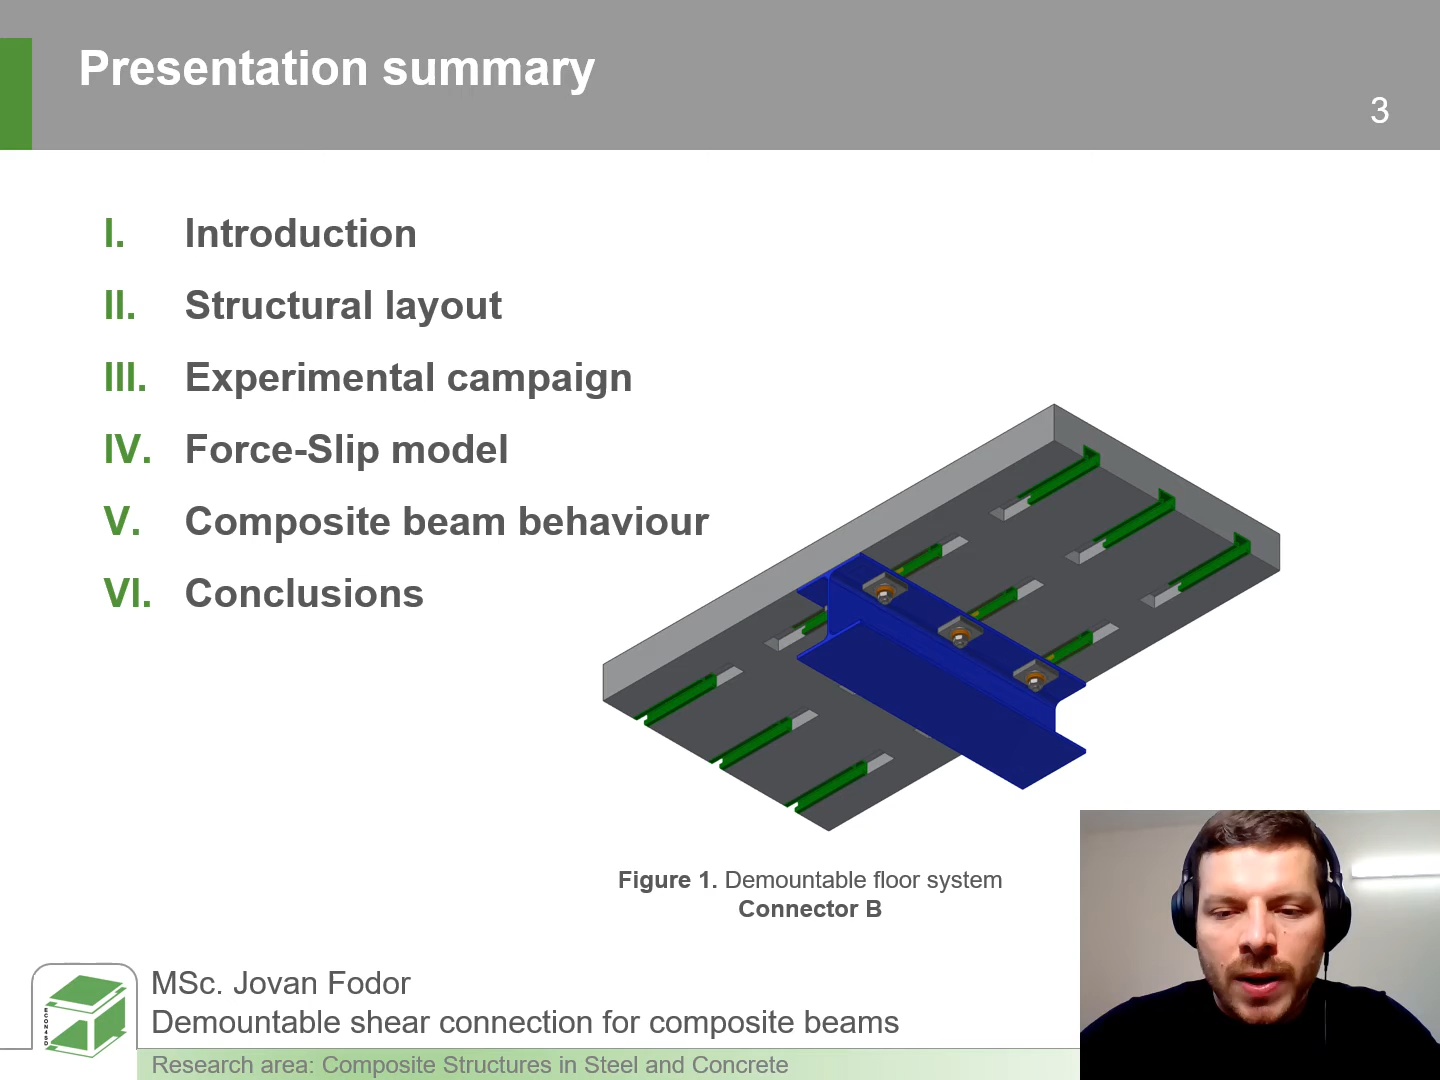 Presentation summary
3
I. Introduction
II. Structural layout
III. Experimental campaign
IV. Force-Slip model
V. Composite beam behaviour
VI. Conclusions
Figure 1. Demountable floor system
Connector B
ECON4SD
MSc. Jovan Fodor
Demountable shear connection for composite beams
Research area: Composite Structures in Steel and Concrete